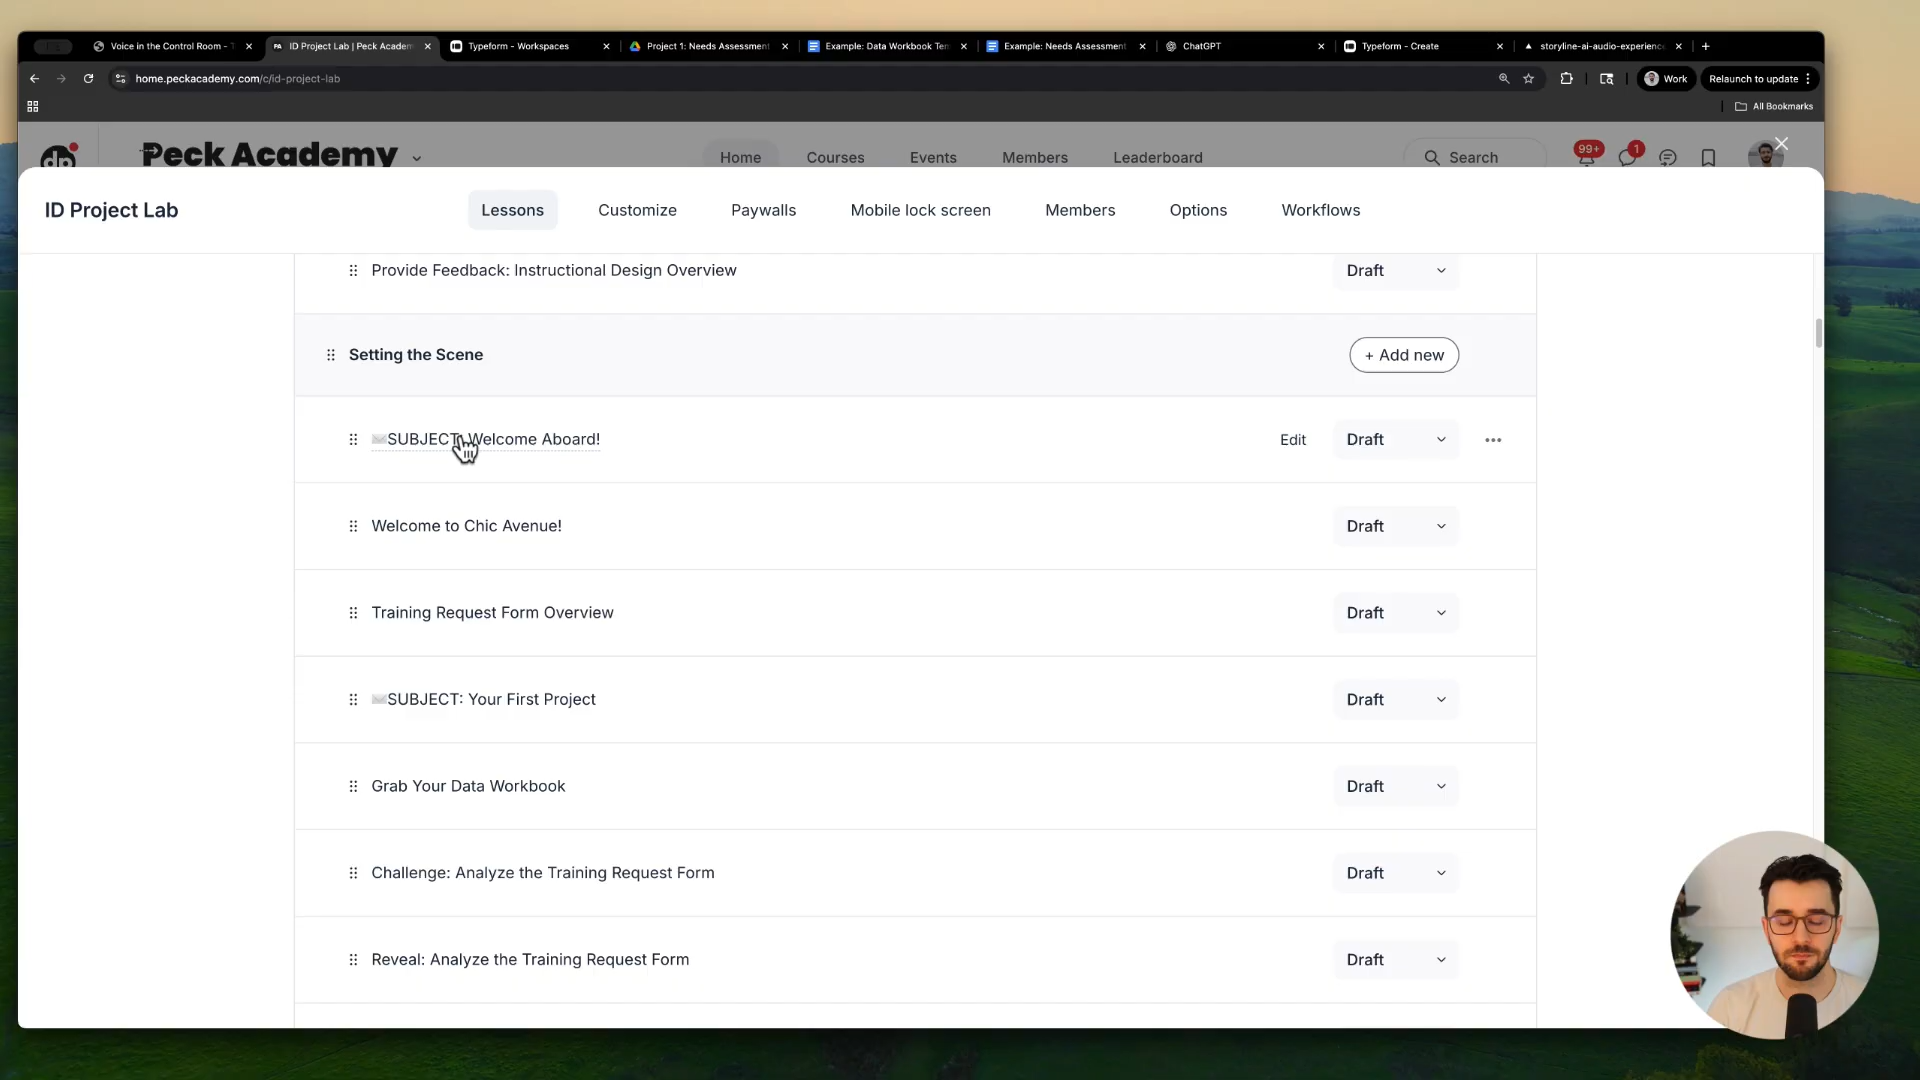 Voice in the Control Room - T
ID Project Lab | Peck Academ
Typeform - Workspaces
Project 1: Needs Assessment
Example: Data Workbook Tem
Example: Needs Assessment
ChatGPT
Typeform - Create
storyline-ai-audio-experience
home.peckacademy.com/c/id-project-lab
Work
Relaunch to update
All Bookmarks
Peck Academy
Home
Courses
Events
Members
Leaderboard
Search
99+
1
ID Project Lab
Lessons
Customize
Paywalls
Mobile lock screen
Members
Options
Workflows
Provide Feedback: Instructional Design Overview
Draft
Setting the Scene
+ Add new
SUBJECT: Welcome Aboard!
Edit
Draft
Welcome to Chic Avenue!
Draft
Training Request Form Overview
Draft
SUBJECT: Your First Project
Draft
Grab Your Data Workbook
Draft
Challenge: Analyze the Training Request Form
Draft
Reveal: Analyze the Training Request Form
Draft